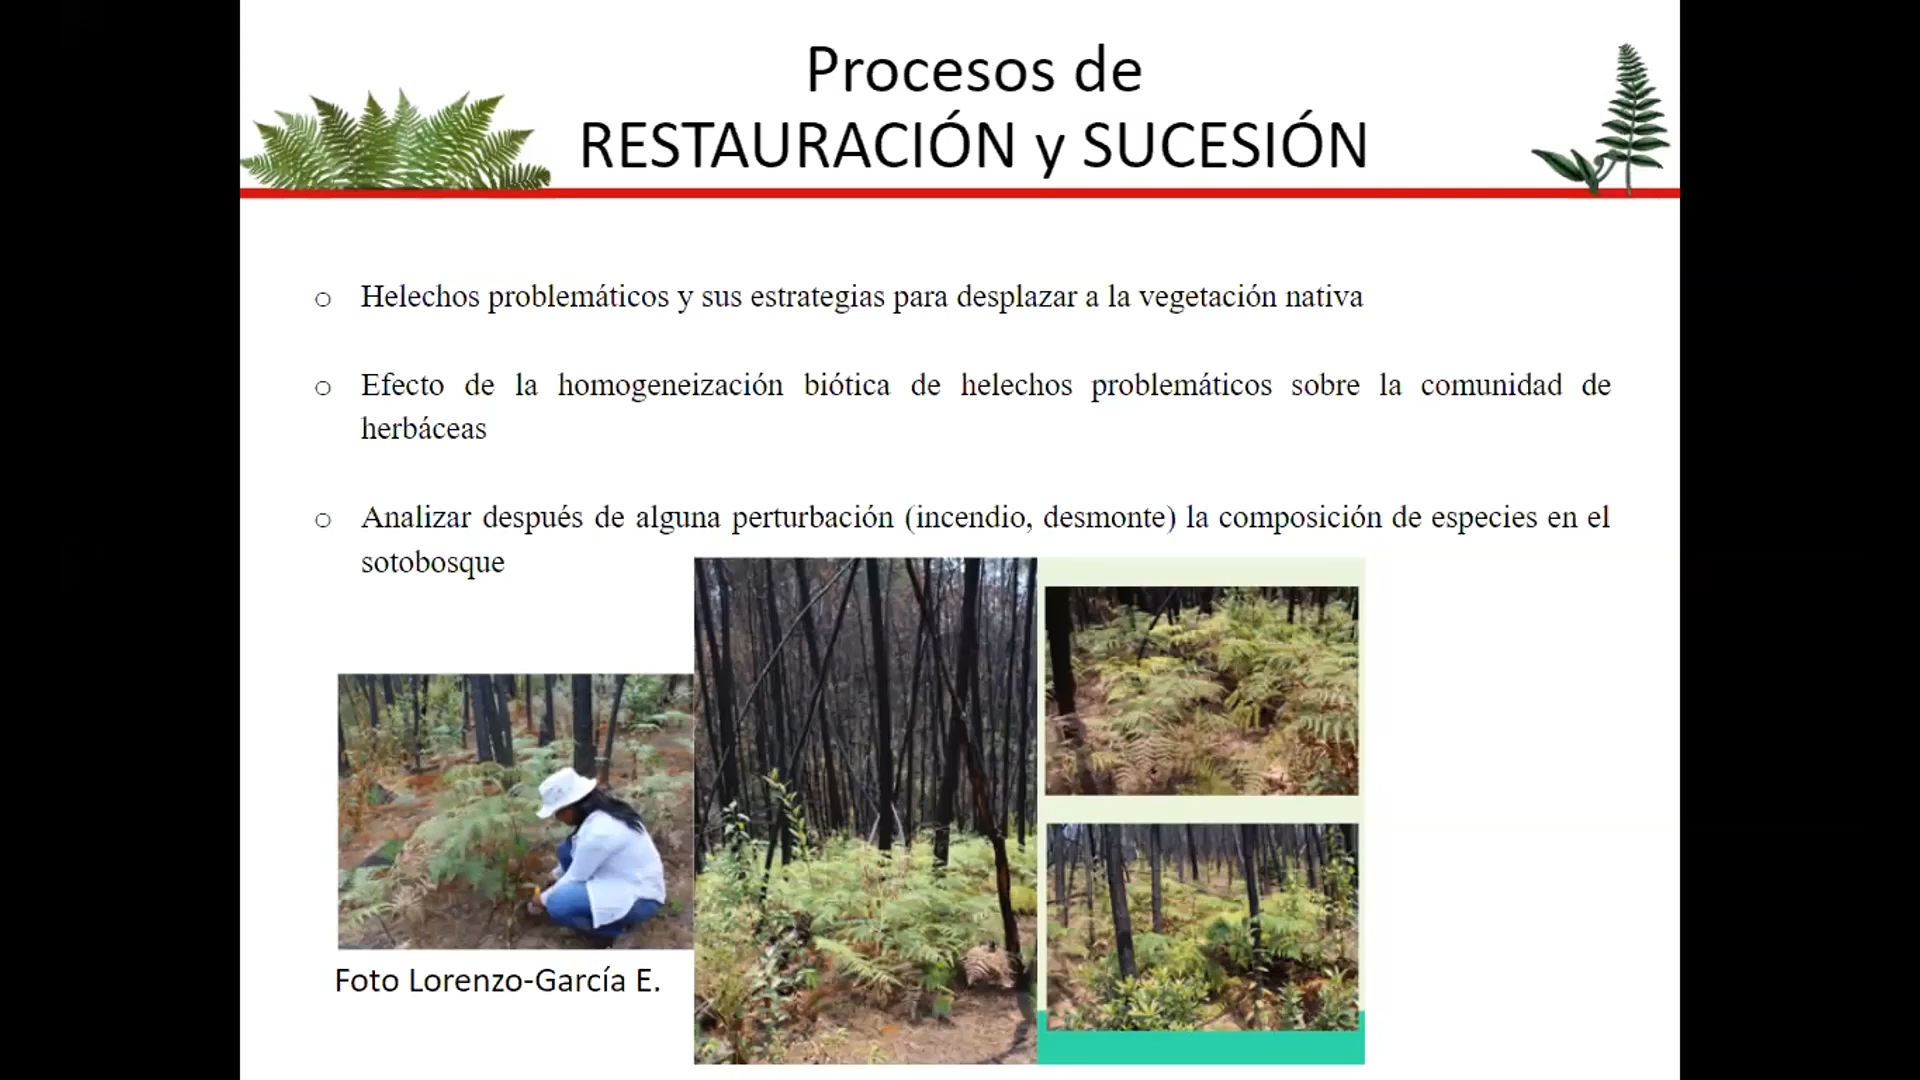 Procesos de
RESTAURACIÓN y SUCESIÓN
Helechos problemáticos y sus estrategias para desplazar a la vegetación nativa
Efecto de la homogeneización biótica de helechos problemáticos sobre la comunidad de
herbáceas
Analizar después de alguna perturbación (incendio, desmonte) la composición de especies en el
sotobosque
Foto Lorenzo-García E.